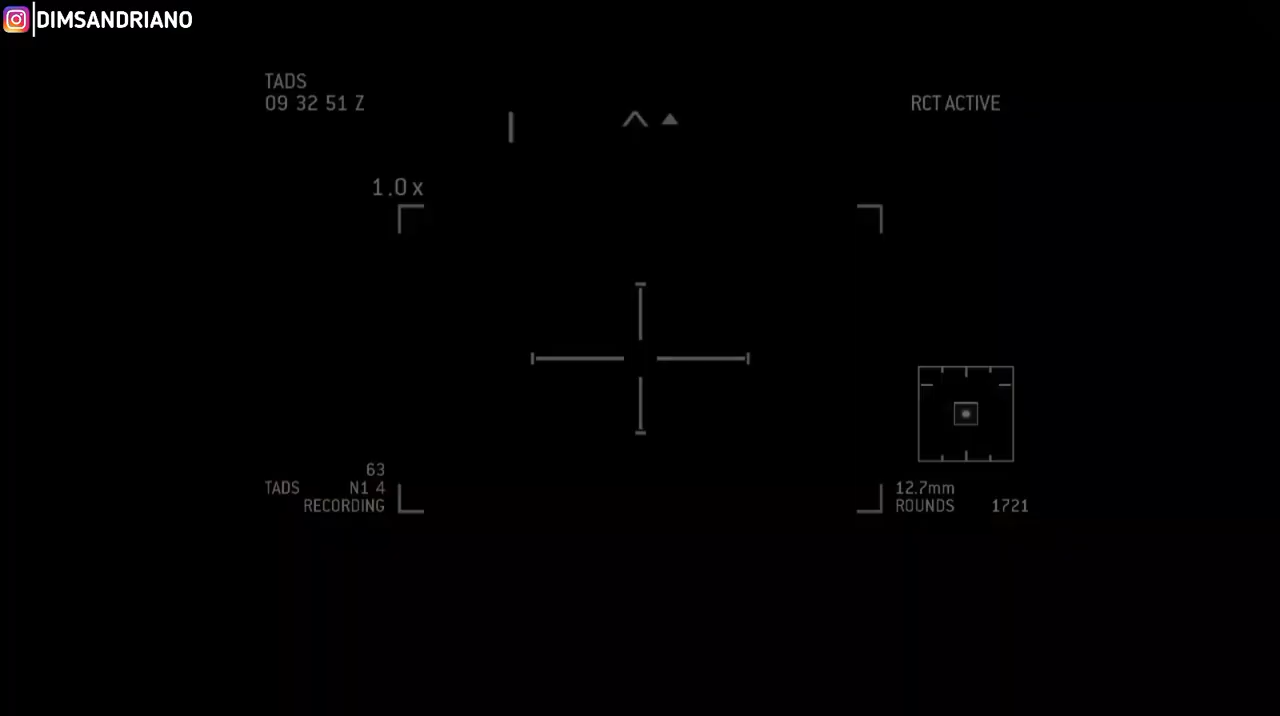 DIMSANDRIANO
TADS
09 32 51 Z
RCT ACTIVE
1.0 x
63
TADS N1 4
RECORDING
12.7mm
ROUNDS 1721